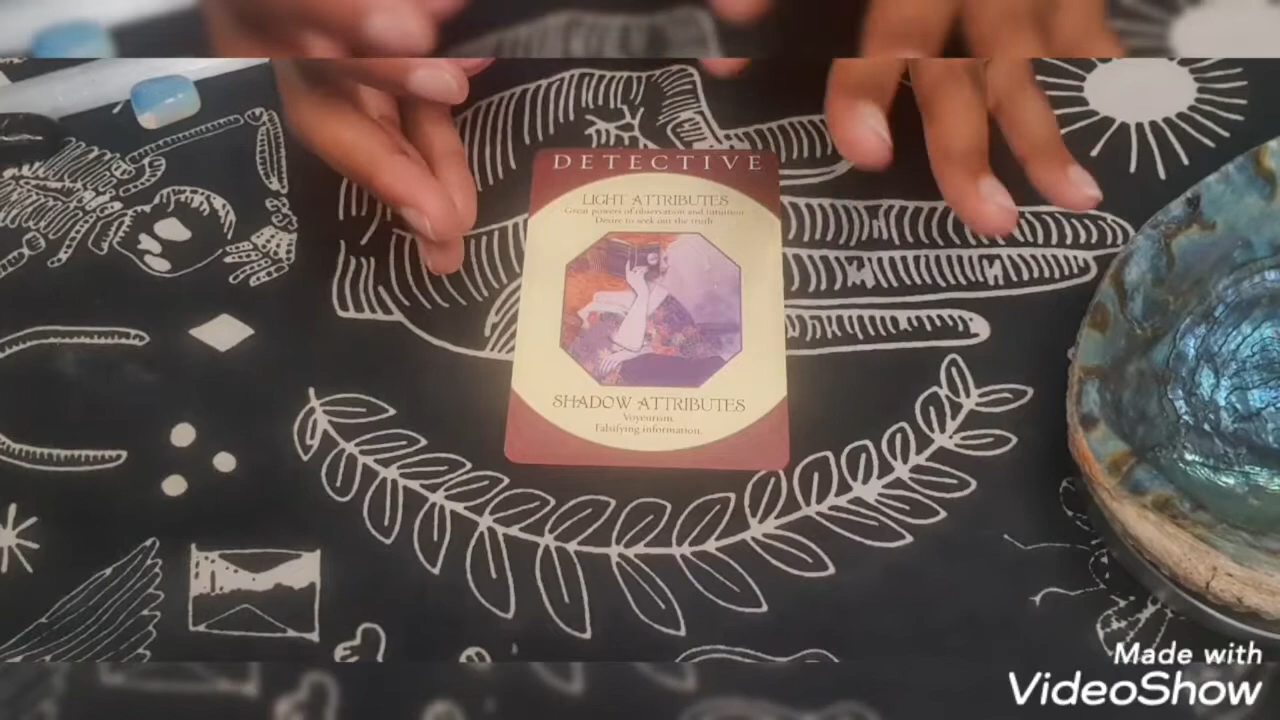 DETECTIVE
LIGHT ATTRIBUTES
Great powers of observation and intuition.
Desire to seek out the truth.
SHADOW ATTRIBUTES
Voyeurism.
Falsifying information.
Made with
VideoShow